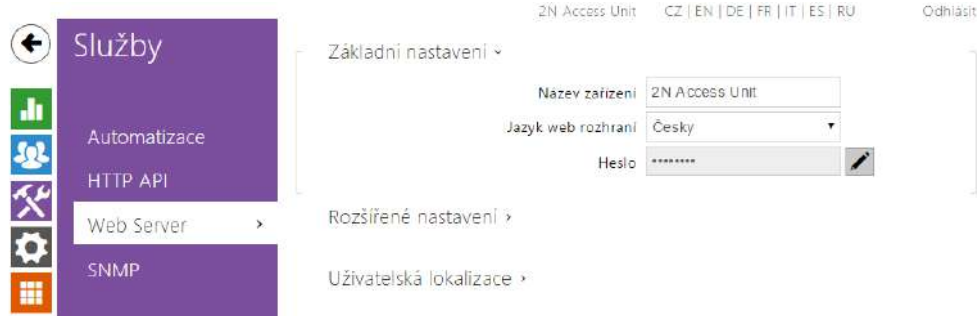 2N Access Unit CZ | EN | DE | FR | IT | ES | RU Odhlásit
Služby
Automatizace
HTTP API
Web Server ›
SNMP
Základní nastavení
Název zařízení 2N Access Unit
Jazyk web rozhraní Česky
Heslo ••••••••
Rozšířené nastavení ›
Uživatelská lokalizace ›